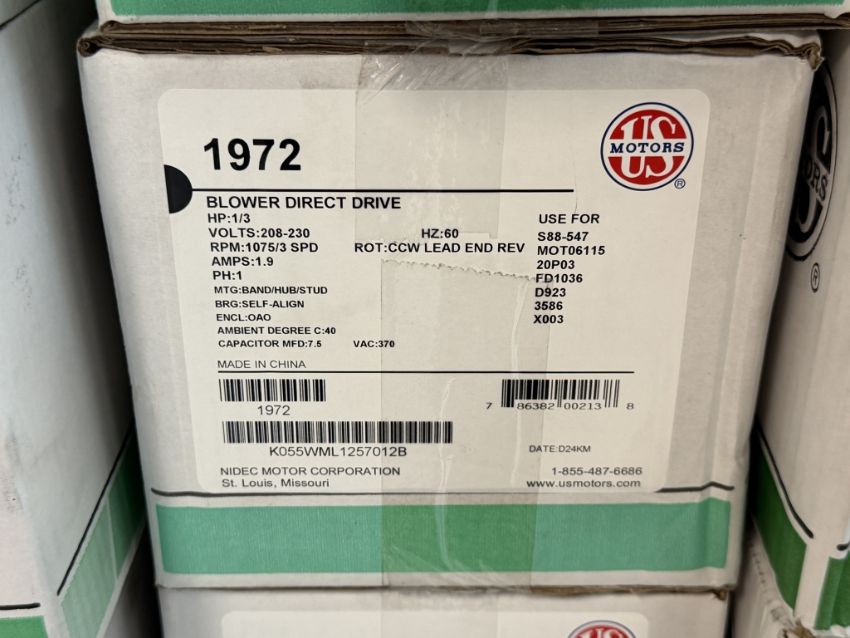 1972
US
MOTORS
®
BLOWER DIRECT DRIVE
HP:1/3
USE FOR
VOLTS:208-230 HZ:60
S88-547
RPM:1075/3 SPD ROT:CCW LEAD END REV
MOT06115
AMPS:1.9
20P03
PH:1
FD1036
MTG:BAND/HUB/STUD
D923
BRG:SELF-ALIGN
3586
ENCL:OAO
X003
AMBIENT DEGREE C:40
CAPACITOR MFD:7.5 VAC:370
MADE IN CHINA
1972
7 86382 00213 8
K055WML1257012B
DATE:D24KM
NIDEC MOTOR CORPORATION
1-855-487-6686
St. Louis, Missouri
www.usmotors.com
US